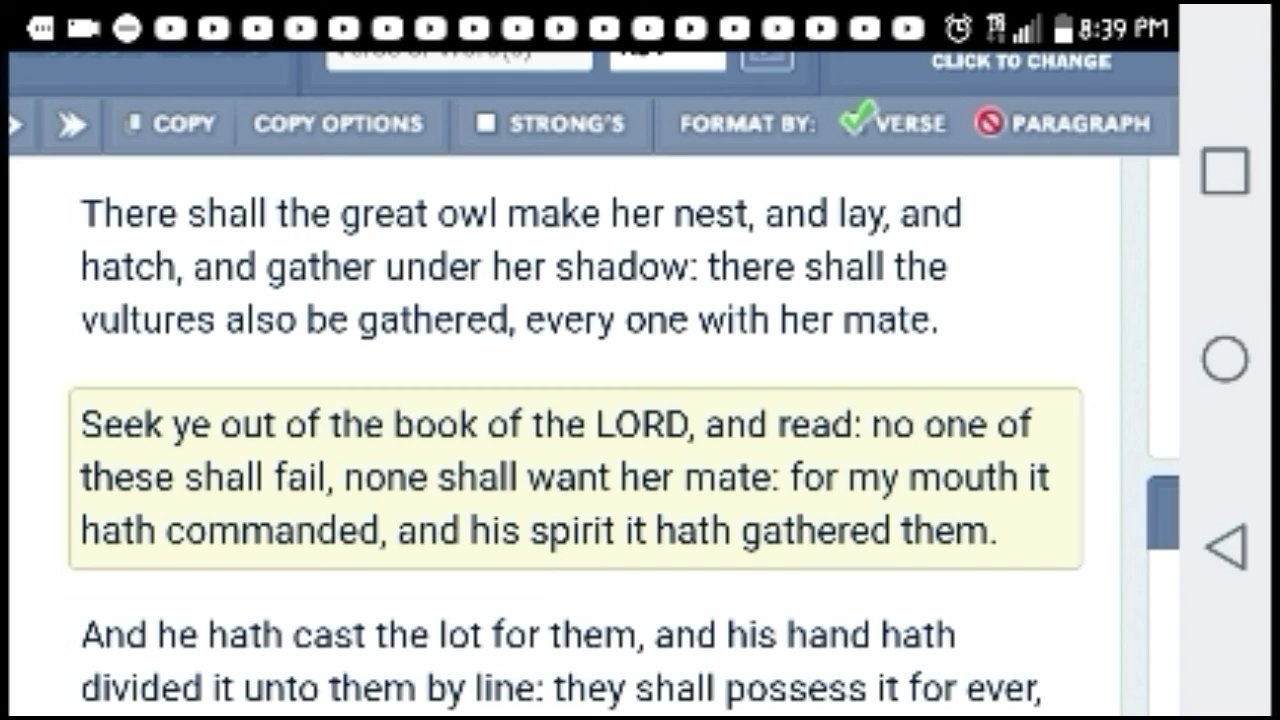 8:39 PM
CLICK TO CHANGE
COPY COPY OPTIONS STRONG'S FORMAT BY: VERSE PARAGRAPH
There shall the great owl make her nest, and lay, and
hatch, and gather under her shadow: there shall the
vultures also be gathered, every one with her mate.
Seek ye out of the book of the LORD, and read: no one of
these shall fail, none shall want her mate: for my mouth it
hath commanded, and his spirit it hath gathered them.
And he hath cast the lot for them, and his hand hath
divided it unto them by line: they shall possess it for ever,